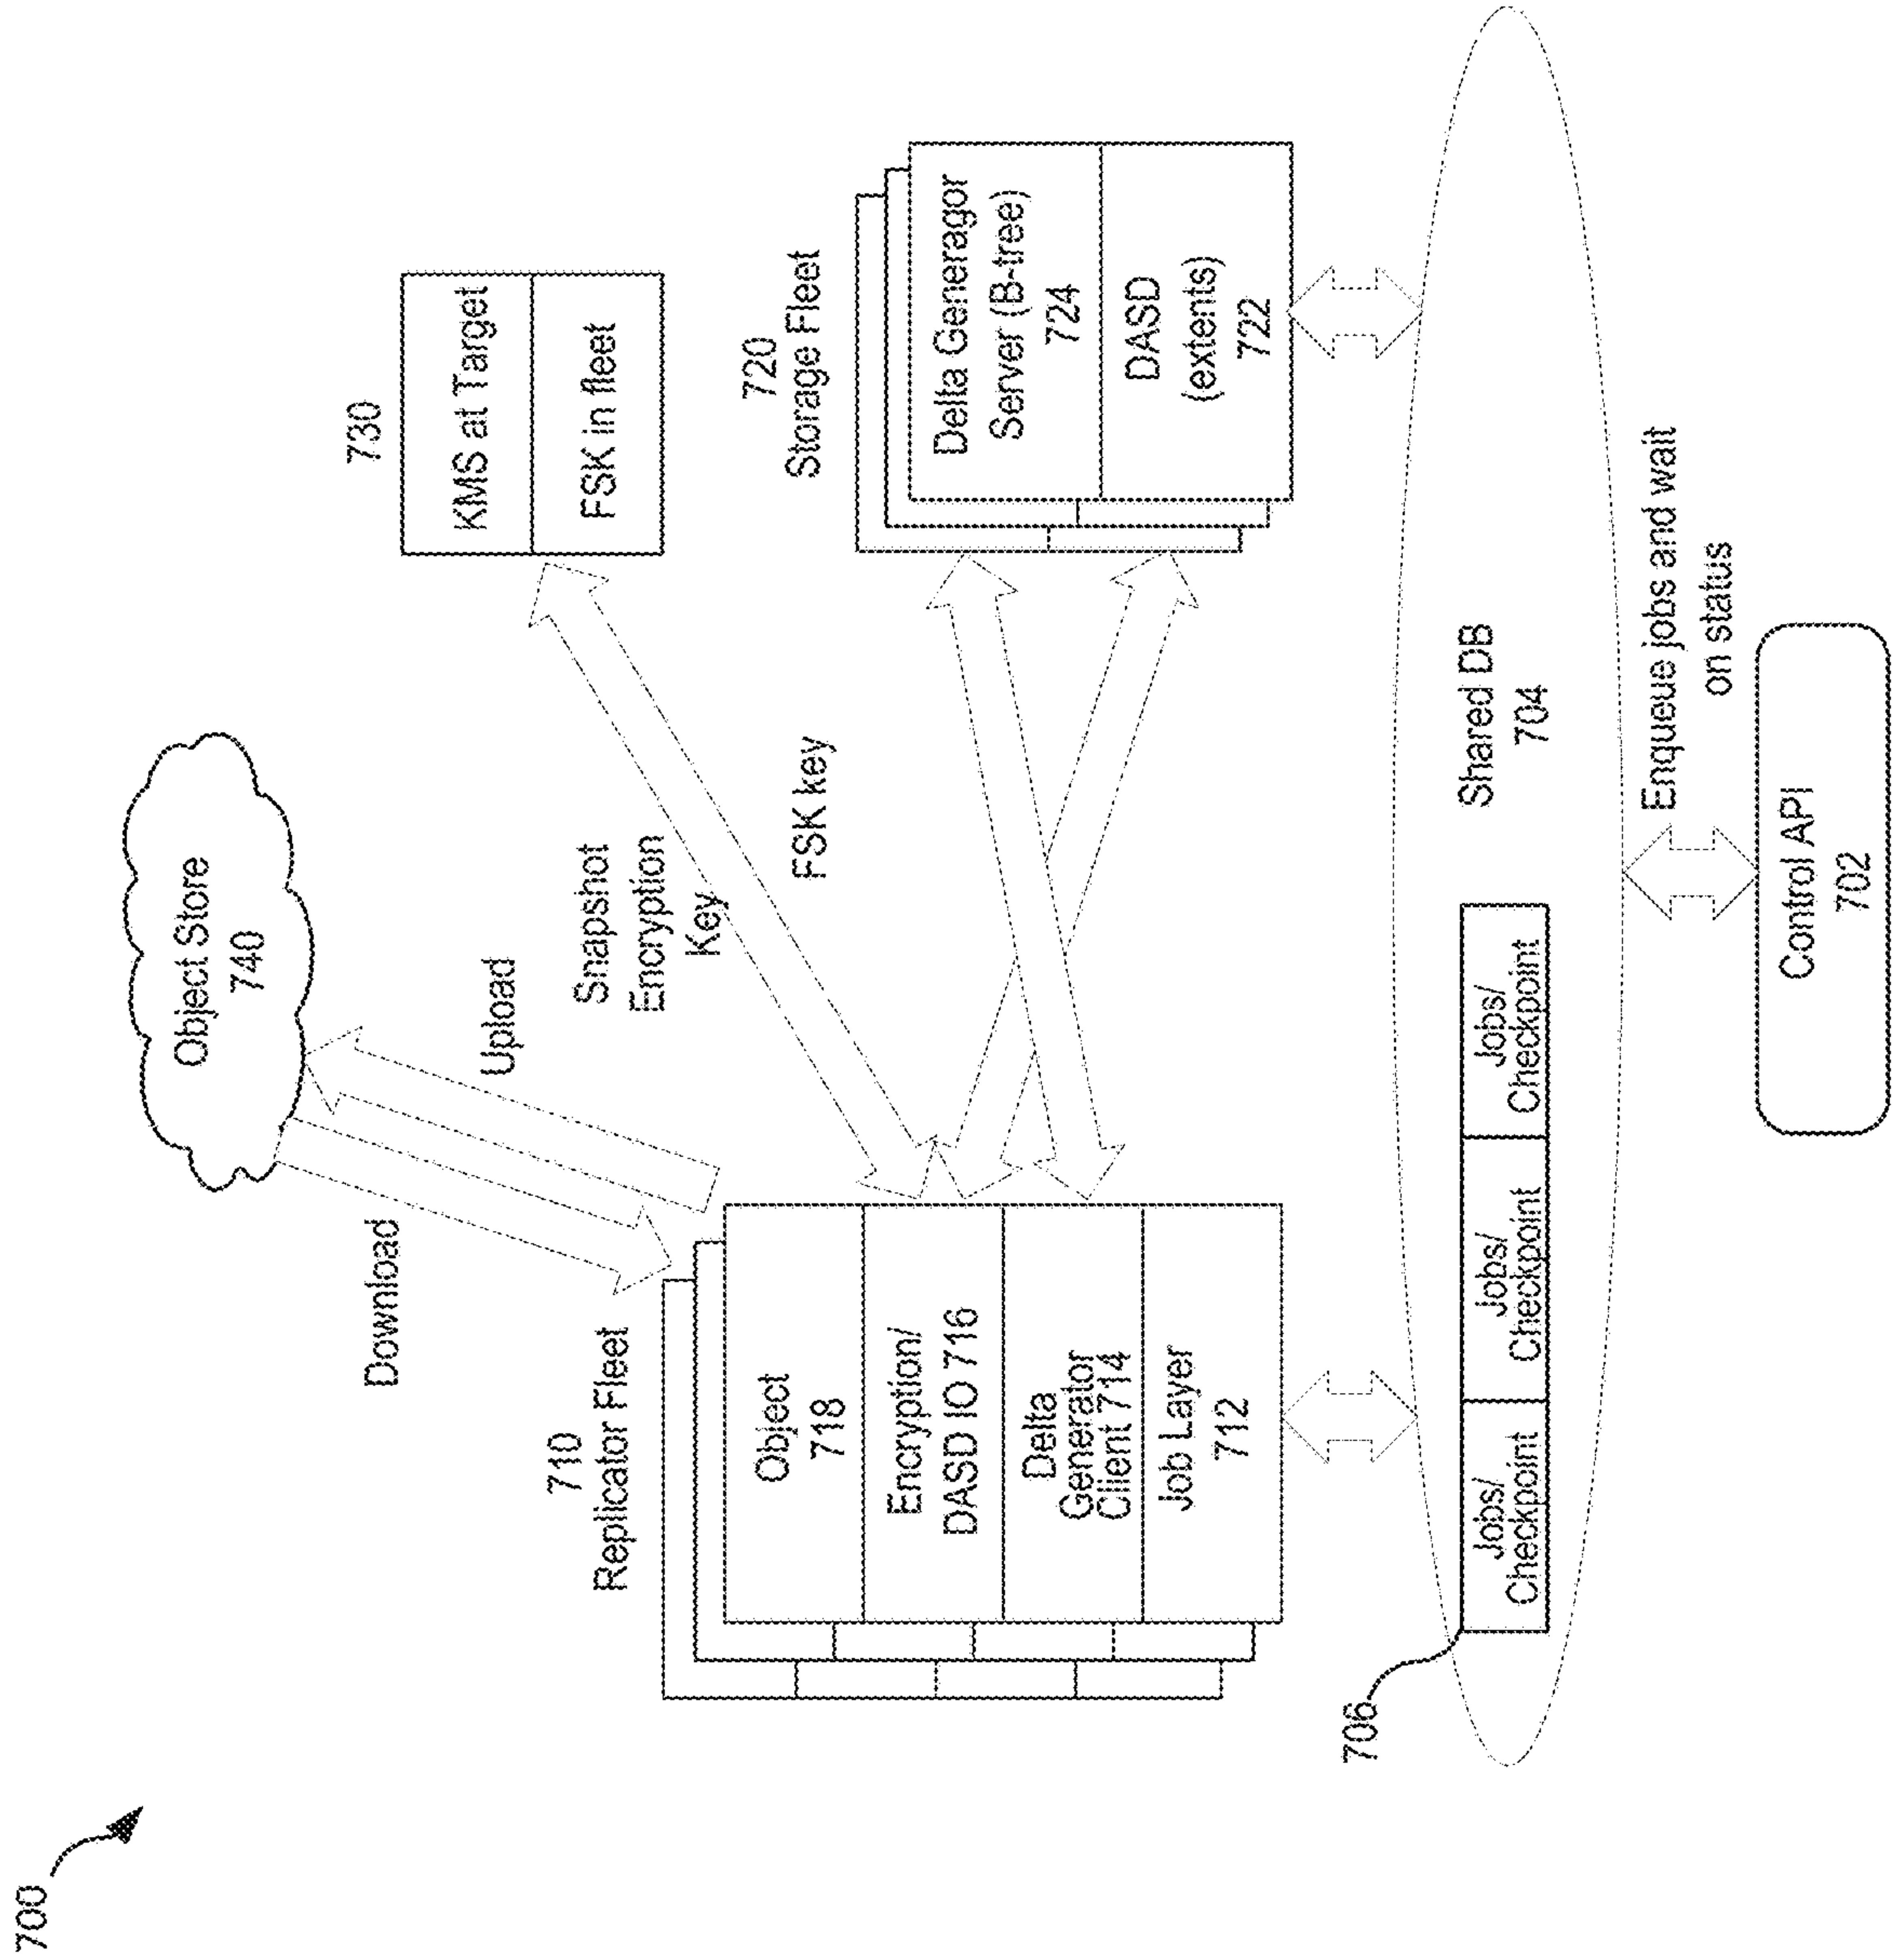 700
Object Store
740
Download
Upload
Snapshot
Encryption
Key
FSK key
730
KMS at Target
FSK in fleet
710
Replicator Fleet
Object
718
Encryption/
DASD IO 716
Delta
Generator
Client 714
Job Layer
712
720
Storage Fleet
Delta Generagor
Server (B-tree)
724
DASD
(extents)
722
706
Jobs/
Checkpoint
Jobs/
Checkpoint
Jobs/
Checkpoint
Shared DB
704
Enqueue jobs and wait
on status
Control API
702